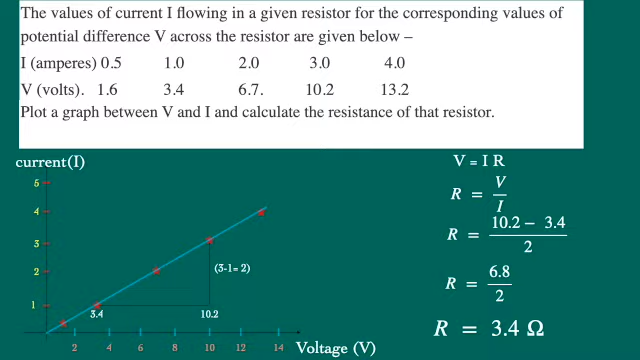 The values of current I flowing in a given resistor for the corresponding values of
potential difference V across the resistor are given below –
I (amperes) 0.5 1.0 2.0 3.0 4.0
V (volts). 1.6 3.4 6.7. 10.2 13.2
Plot a graph between V and I and calculate the resistance of that resistor.
current(I)
5
4
3
2
1
(3-1= 2)
3.4
10.2
2 4 6 8 10 12 14
Voltage (V)
V = I R
R = V/I
R = 10.2 – 3.4/2
R = 6.8/2
R = 3.4 Ω